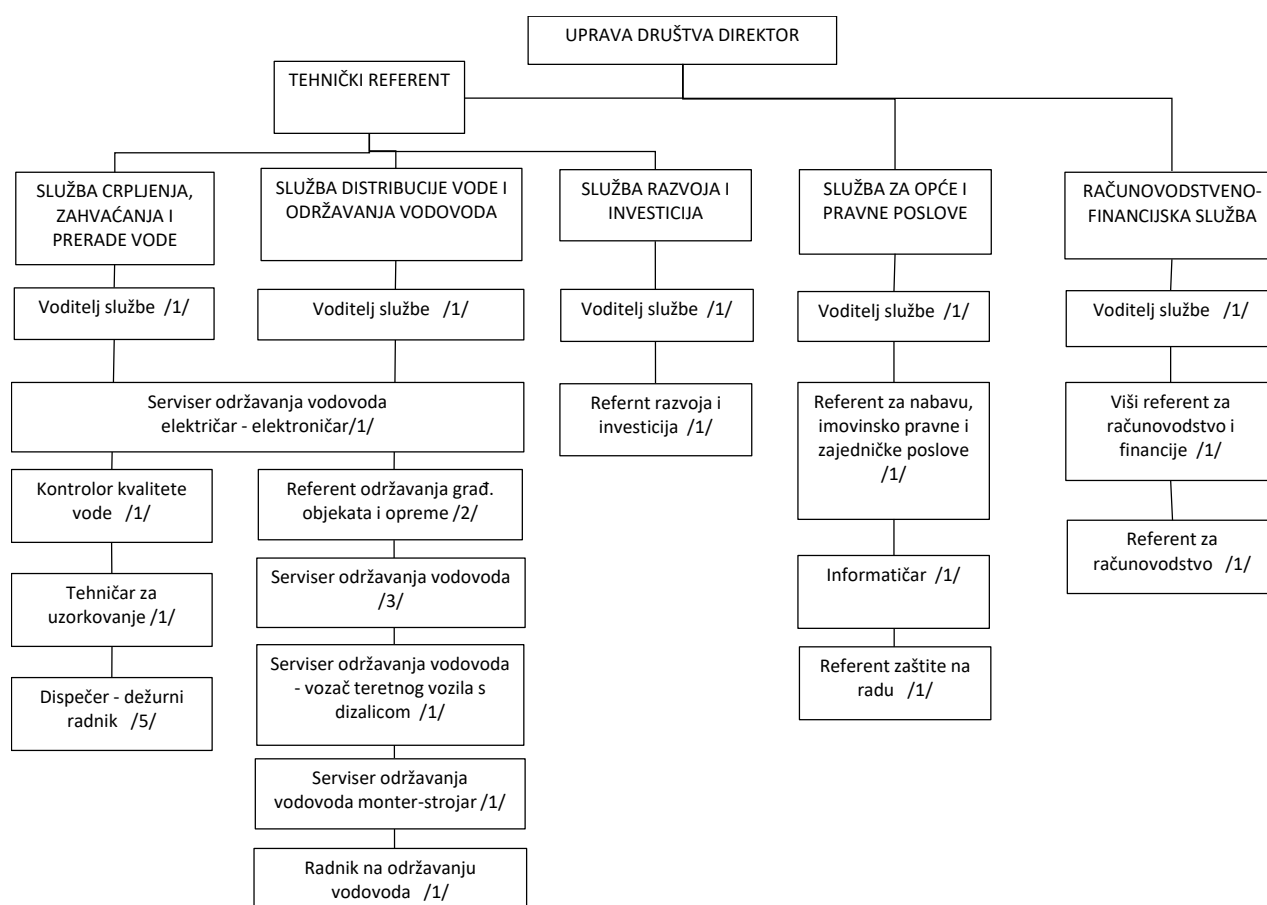 UPRAVA DRUŠTVA DIREKTOR
TEHNIČKI REFERENT
SLUŽBA CRPLJENJA,
ZAHVAĆANJA I
PRERADE VODE
SLUŽBA DISTRIBUCIJE VODE I
ODRŽAVANJA VODOVODA
SLUŽBA RAZVOJA I
INVESTICIJA
SLUŽBA ZA OPĆE I
PRAVNE POSLOVE
RAČUNOVODSTVENO-
FINANCIJSKA SLUŽBA
Voditelj službe /1/
Voditelj službe /1/
Voditelj službe /1/
Voditelj službe /1/
Voditelj službe /1/
Serviser održavanja vodovoda
električar - elektroničar/1/
Refernt razvoja i
investicija /1/
Referent za nabavu,
imovinsko pravne i
zajedničke poslove
/1/
Viši referent za
računovodstvo i
financije /1/
Kontrolor kvalitete
vode /1/
Referent održavanja građ.
objekata i opreme /2/
Referent za
računovodstvo /1/
Tehničar za
uzorkovanje /1/
Serviser održavanja vodovoda
/3/
Informatičar /1/
Dispečer - dežurni
radnik /5/
Serviser održavanja vodovoda
- vozač teretnog vozila s
dizalicom /1/
Referent zaštite na
radu /1/
Serviser održavanja
vodovoda monter-strojar /1/
Radnik na održavanju
vodovoda /1/